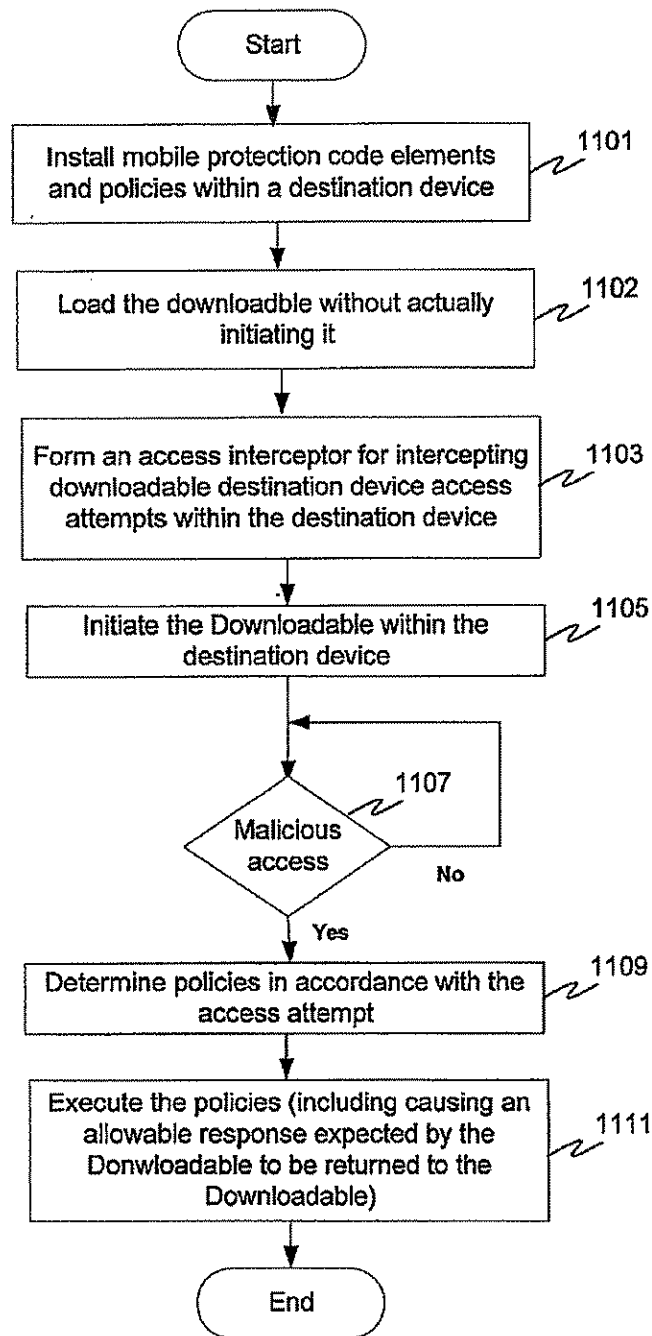 Start
Install mobile protection code elements
and policies within a destination device
1101
Load the downloadble without actually
initiating it
1102
Form an access interceptor for intercepting
downloadable destination device access
attempts within the destination device
1103
Initiate the Downloadable within the
destination device
1105
Malicious
access
1107
No
Yes
Determine policies in accordance with the
access attempt
1109
Execute the policies (including causing an
allowable response expected by the
Donwloadable to be returned to the
Downloadable)
1111
End